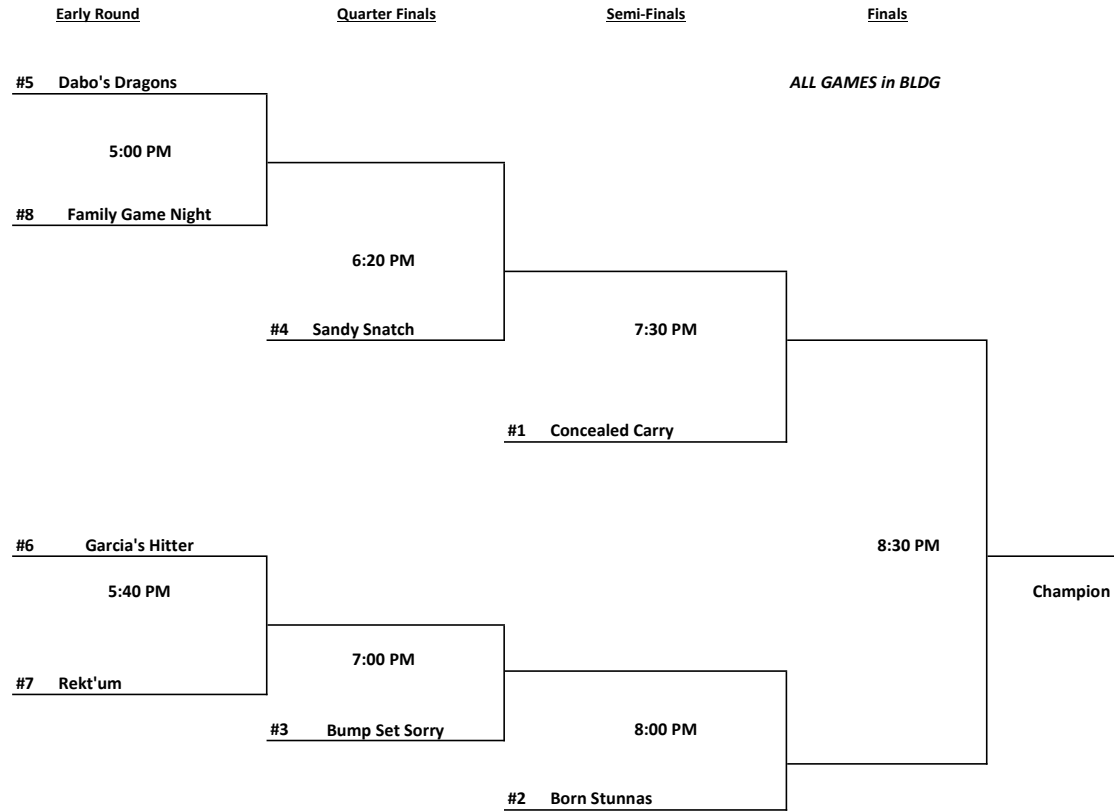 Early Round Quarter Finals Semi-Finals Finals
#5 Dabo's Dragons ALL GAMES in BLDG
5:00 PM
#8 Family Game Night
6:20 PM
#4 Sandy Snatch 7:30 PM
#1 Concealed Carry
#6 Garcia's Hitter 8:30 PM
5:40 PM Champion
7:00 PM
#7 Rekt'um
#3 Bump Set Sorry 8:00 PM
#2 Born Stunnas